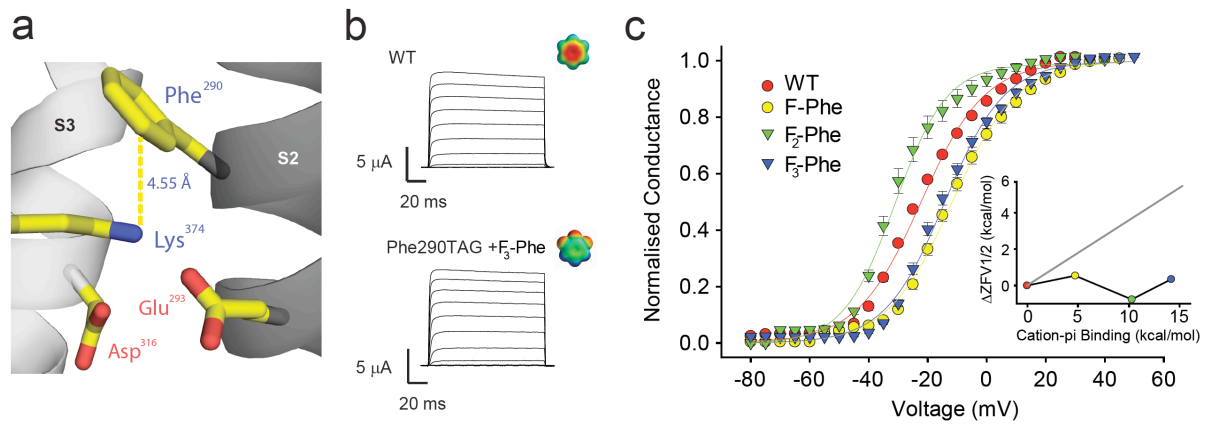 a
Phe290
S3
S2
4.55 Å
Lys374
Glu293
Asp316
b
WT
5 µA
20 ms
Phe290TAG +F3-Phe
5 µA
20 ms
c
Normalised Conductance
1.0
0.8
0.6
0.4
0.2
0.0
WT
F-Phe
F2-Phe
F3-Phe
-80 -60 -40 -20 0 20 40 60
Voltage (mV)
ΔZFV1/2 (kcal/mol)
6
4
2
0
0 5 10 15
Cation-pi Binding (kcal/mol)